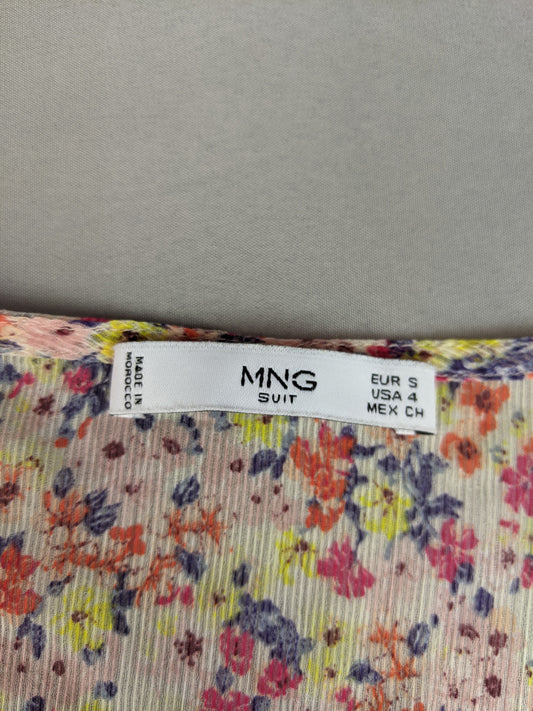 MADE IN
MOROCCO
MNG
SUIT
EUR S
USA 4
MEX CH